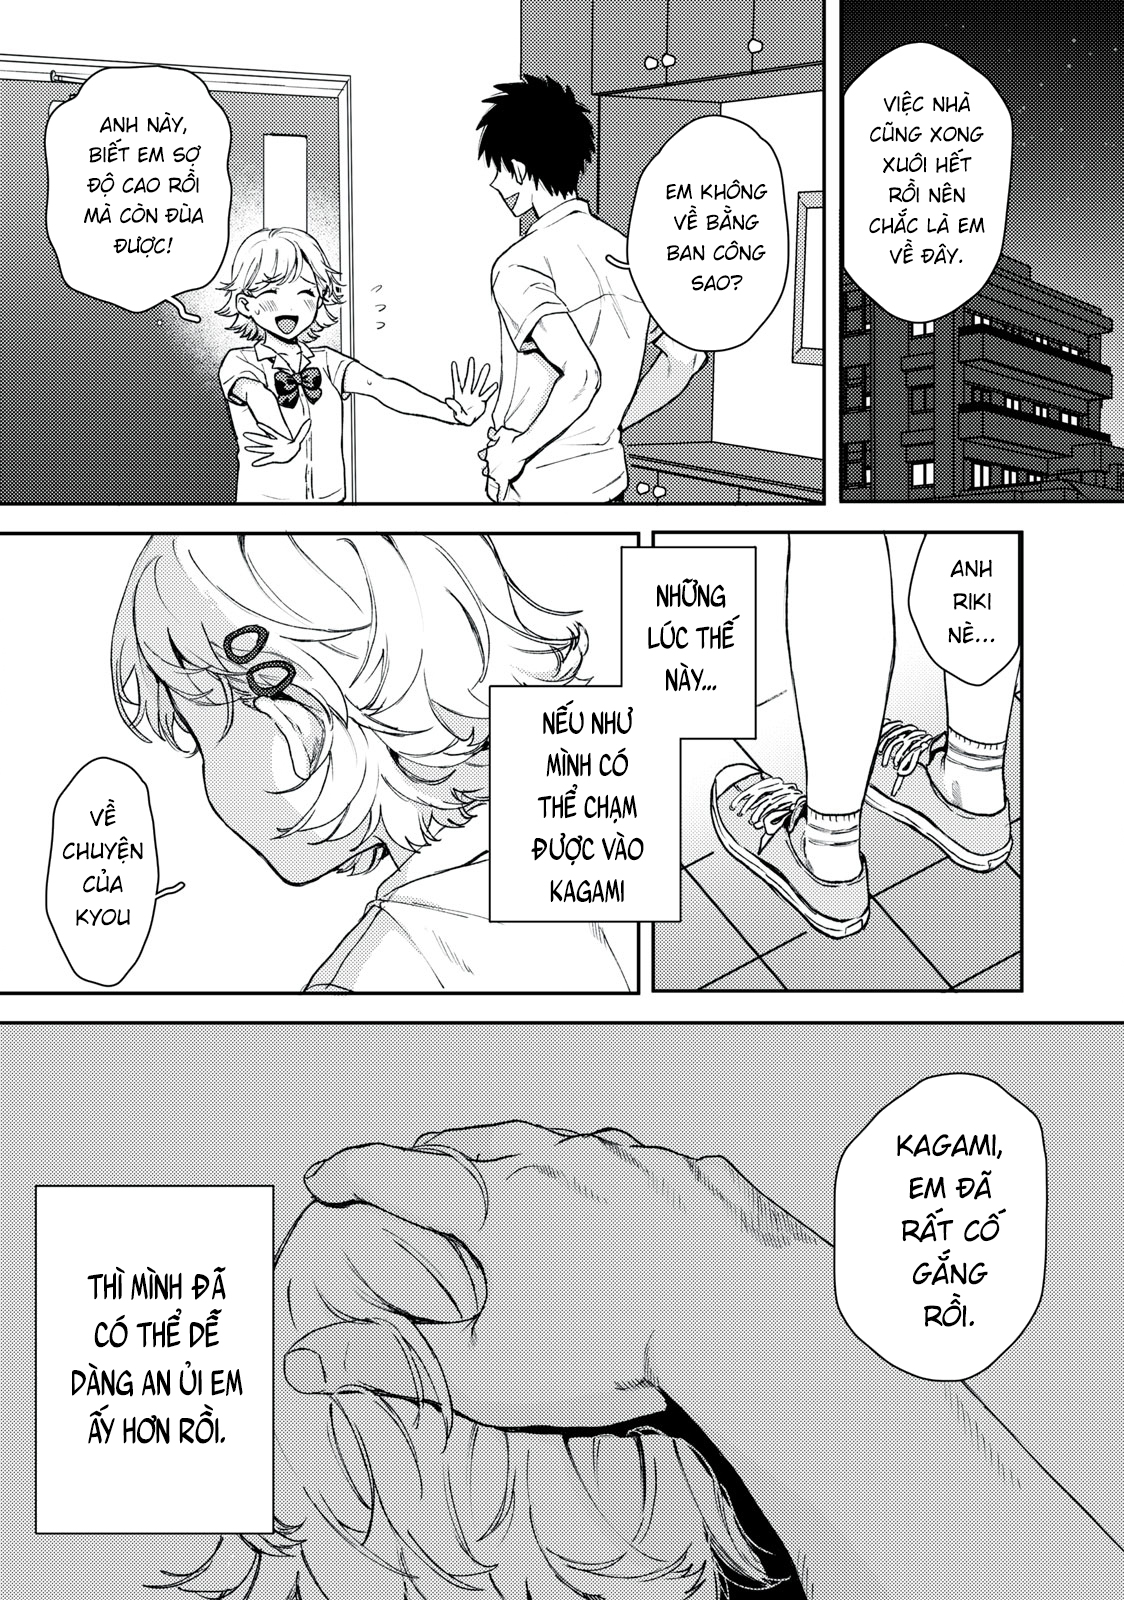 VIỆC NHÀ
CŨNG XONG
XUÔI HẾT
RỒI NÊN
CHẮC LÀ EM
VỀ ĐÂY.
EM KHÔNG
VỀ BẰNG
BAN CÔNG
SAO?
ANH NÀY,
BIẾT EM SỢ
ĐỘ CAO RỒI
MÀ CÒN ĐÙA
ĐƯỢC!
ANH
RIKI
NÈ...
NHỮNG
LÚC THẾ
NÀY...
NẾU NHƯ
MÌNH CÓ
THỂ CHẠM
ĐƯỢC VÀO
KAGAMI
VỀ
CHUYỆN
CỦA
KYOU
KAGAMI,
EM ĐÃ
RẤT CỐ
GẮNG
RỒI.
THÌ MÌNH ĐÃ
CÓ THỂ DỄ
DÀNG AN ỦI EM
ẤY HƠN RỒI.